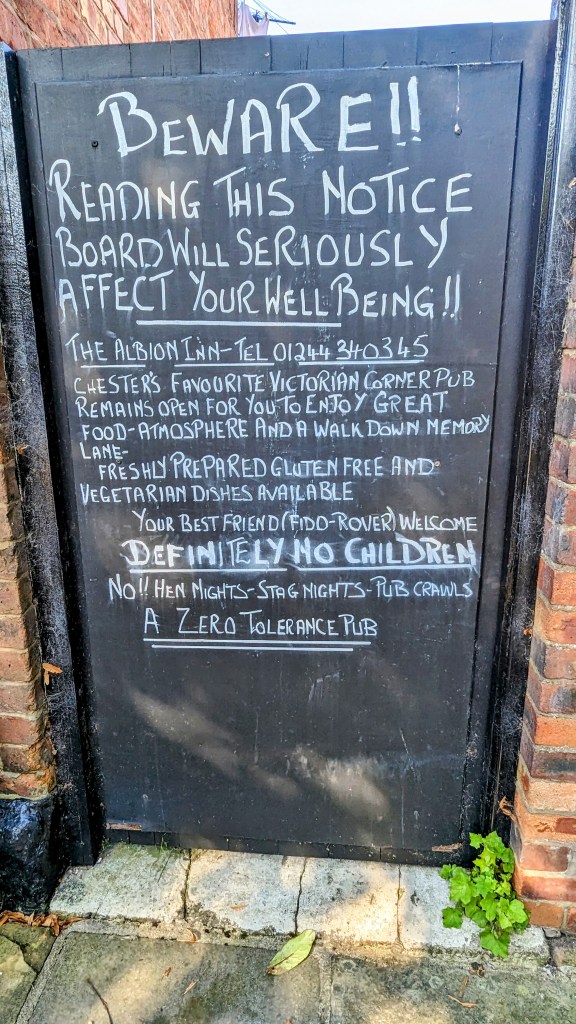 BEWARE!!
READING THIS NOTICE
BOARD WILL SERIOUSLY
AFFECT YOUR WELL BEING!!
THE ALBION INN-TEL 01244 340345
CHESTER'S FAVOURITE VICTORIAN CORNER PUB
REMAINS OPEN FOR YOU TO ENJOY GREAT
FOOD-ATMOSPHERE AND A WALK DOWN MEMORY
LANE-
FRESHLY PREPARED GLUTEN FREE AND
VEGETARIAN DISHES AVAILABLE
YOUR BEST FRIEND (FIDO-ROVER) WELCOME
DEFINITELY NO CHILDREN
NO!! HEN NIGHTS-STAG NIGHTS-PUB CRAWLS
A ZERO TOLERANCE PUB